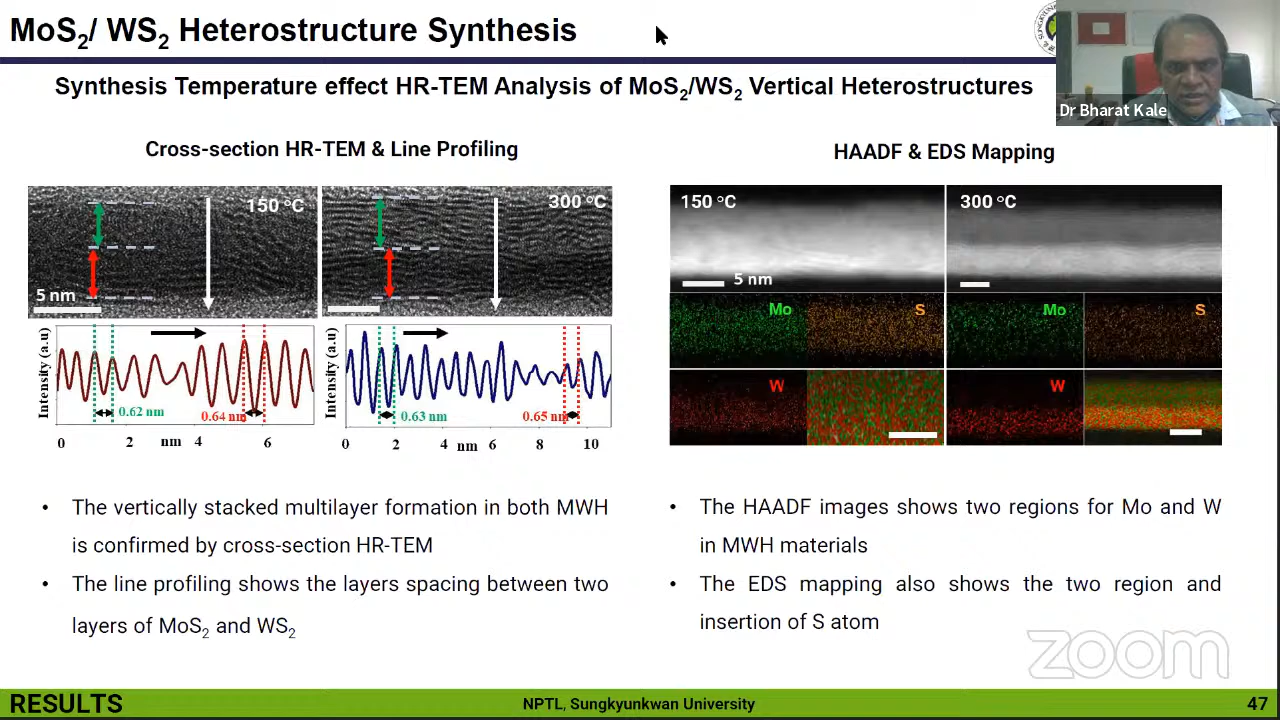 MoS2/ WS2 Heterostructure Synthesis
Synthesis Temperature effect HR-TEM Analysis of MoS2/WS2 Vertical Heterostructures
Dr Bharat Kale
Cross-section HR-TEM & Line Profiling
150 °C
300 °C
5 nm
Intensity (a.u)
0.62 nm
0.64 nm
0 2 nm 4 6
Intensity (a.u)
0.63 nm
0.65 nm
0 2 4 nm 6 8 10
HAADF & EDS Mapping
150 °C
300 °C
5 nm
Mo
S
Mo
S
W
W
• The vertically stacked multilayer formation in both MWH
is confirmed by cross-section HR-TEM
• The line profiling shows the layers spacing between two
layers of MoS2 and WS2
• The HAADF images shows two regions for Mo and W
in MWH materials
• The EDS mapping also shows the two region and
insertion of S atom
zoom
RESULTS
NPTL, Sungkyunkwan University
47